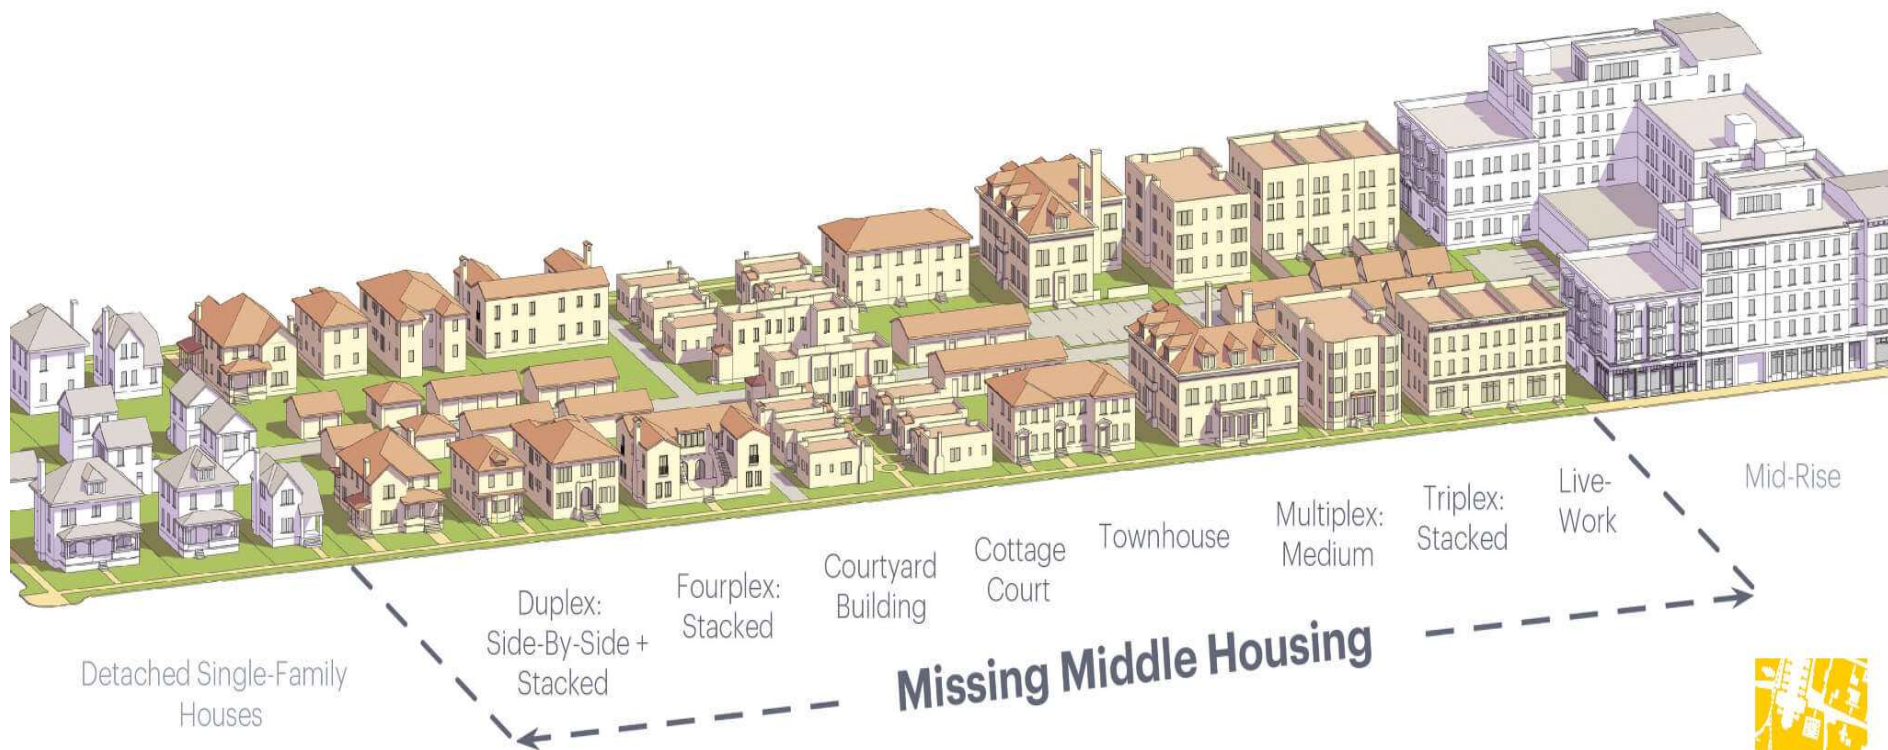 Detached Single-Family
Houses
Duplex:
Side-By-Side +
Stacked
Fourplex:
Stacked
Courtyard
Building
Cottage
Court
Townhouse
Multiplex:
Medium
Triplex:
Stacked
Live-
Work
Mid-Rise
Missing Middle Housing